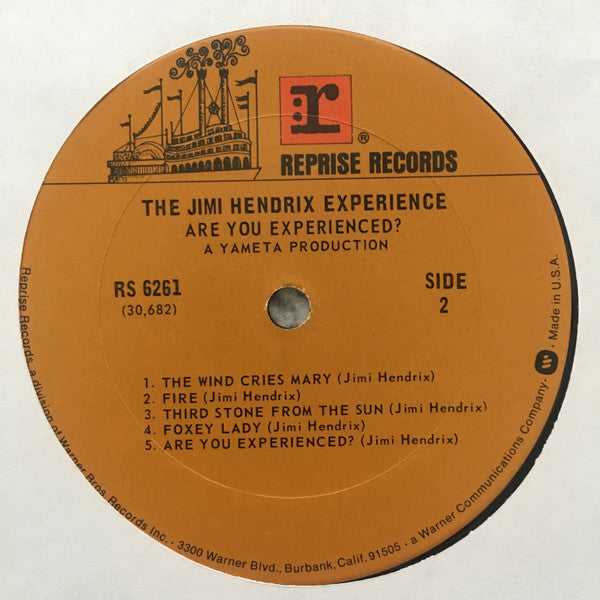 :r
®
REPRISE RECORDS
THE JIMI HENDRIX EXPERIENCE
ARE YOU EXPERIENCED?
A YAMETA PRODUCTION
RS 6261
(30,682)
SIDE
2
1. THE WIND CRIES MARY (Jimi Hendrix)
2. FIRE (Jimi Hendrix)
3. THIRD STONE FROM THE SUN (Jimi Hendrix)
4. FOXEY LADY (Jimi Hendrix)
5. ARE YOU EXPERIENCED? (Jimi Hendrix)
Reprise Records, a division of Warner Bros Records Inc. • 3300 Warner Blvd., Burbank, Calif. 91505 • a Warner Communications Company. W • Made in U.S.A.